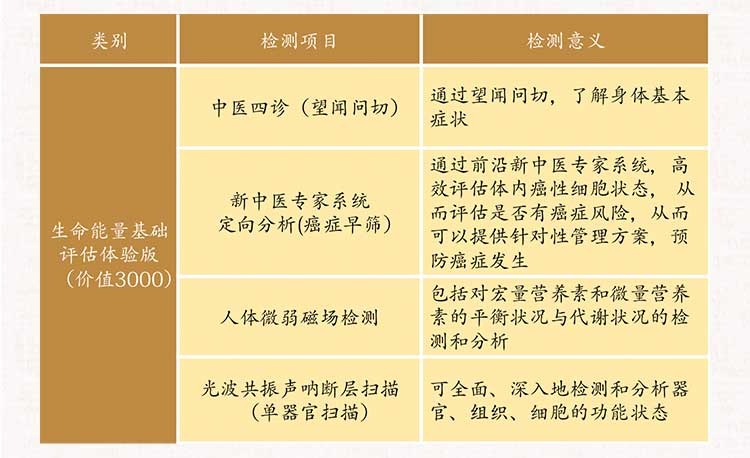 类别
检测项目
检测意义
生命能量基础
评估体验版
（价值3000）
中医四诊（望闻问切）
通过望闻问切，了解身体基本
症状
新中医专家系统
定向分析(癌症早筛）
通过前沿新中医专家系统，高
效评估体内癌性细胞状态，从
而评估是否有癌症风险，从而
可以提供针对性管理方案，预
防癌症发生
人体微弱磁场检测
包括对宏量营养素和微量营养
素的平衡状况与代谢状况的检
测和分析
光波共振声呐断层扫描
（单器官扫描）
可全面、深入地检测和分析器
官、组织、细胞的功能状态